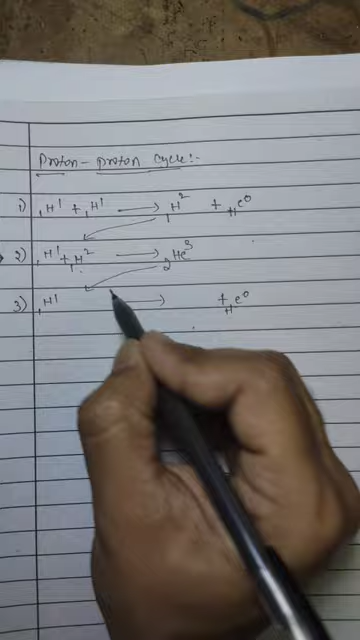 Proton - proton cycle:-
1) ₁H¹ + ₁H¹ ⟶ ₁H² + ₊₁e⁰
2) ₁H¹ + ₁H² ⟶ ₂He³
3) ₁H¹ ⟶ + ₊₁e⁰